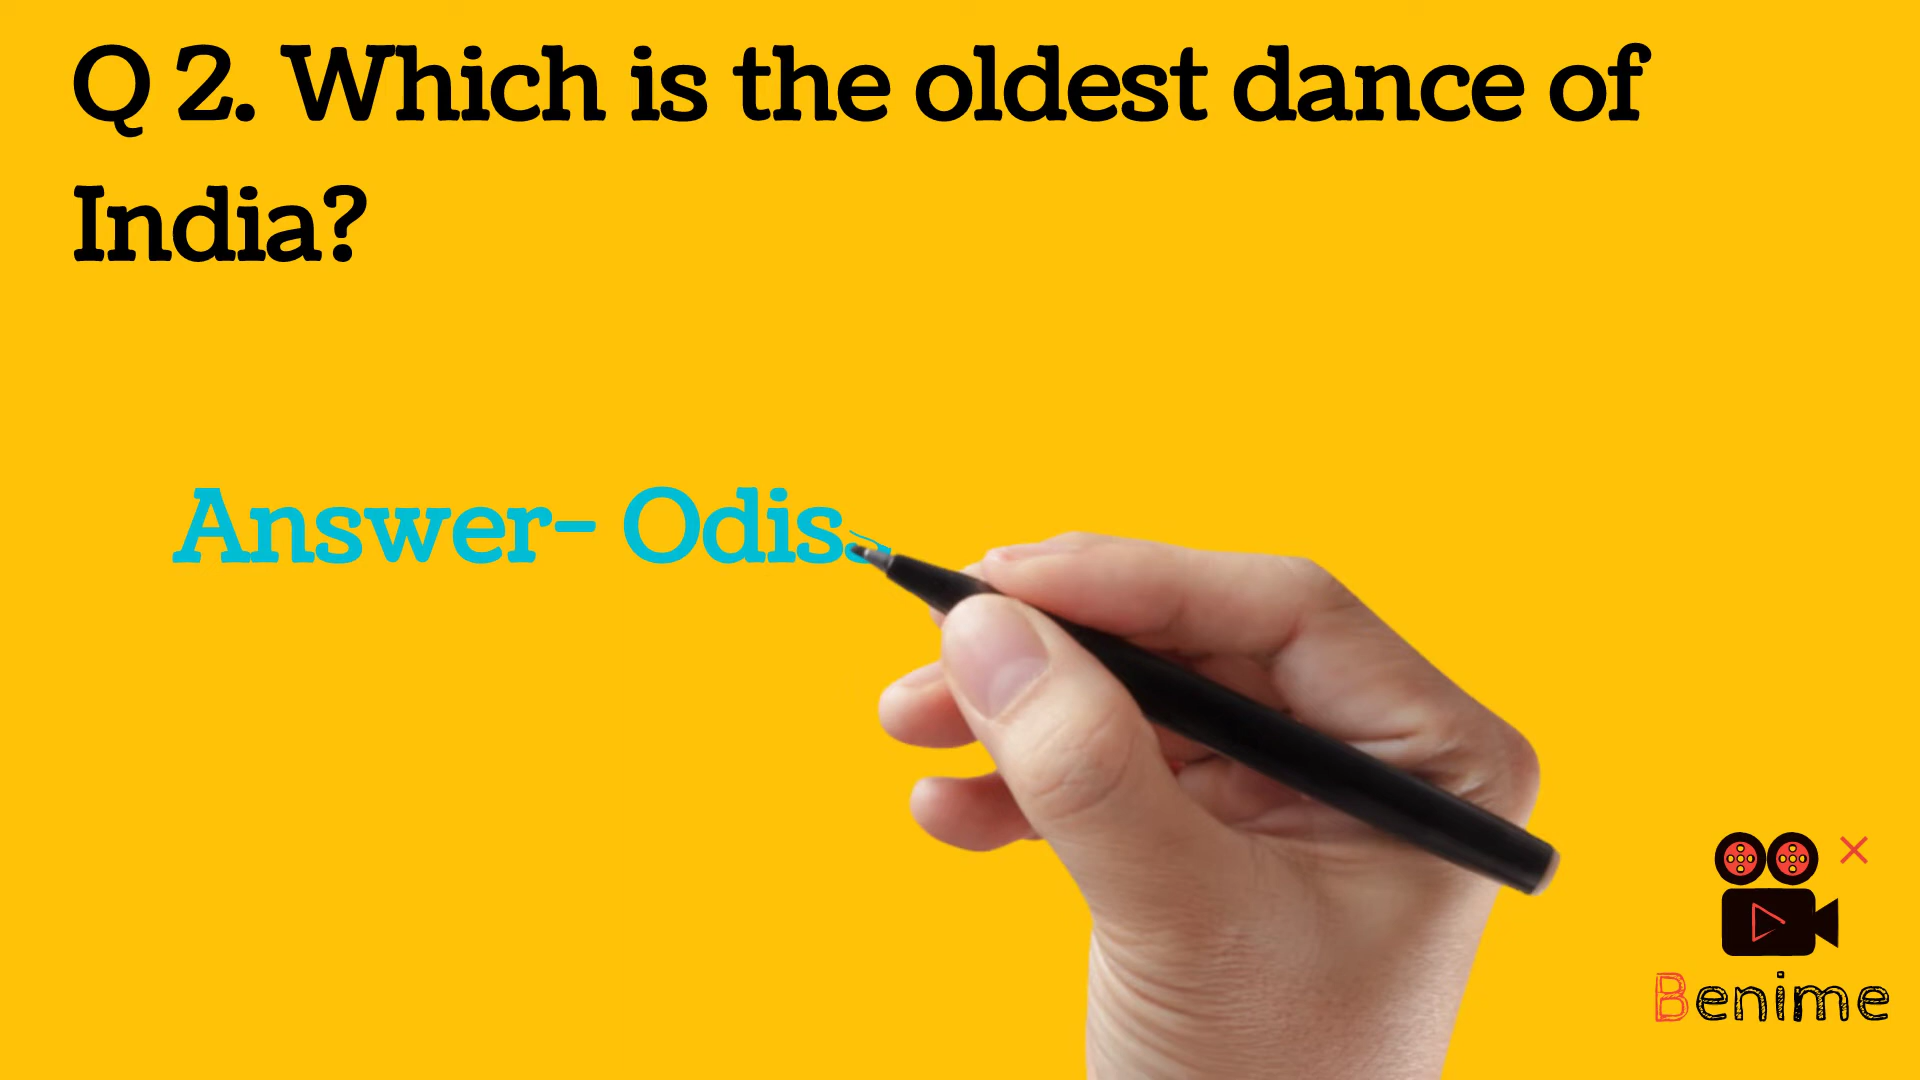 Q 2. Which is the oldest dance of
India?
Answer- Odis
Benime